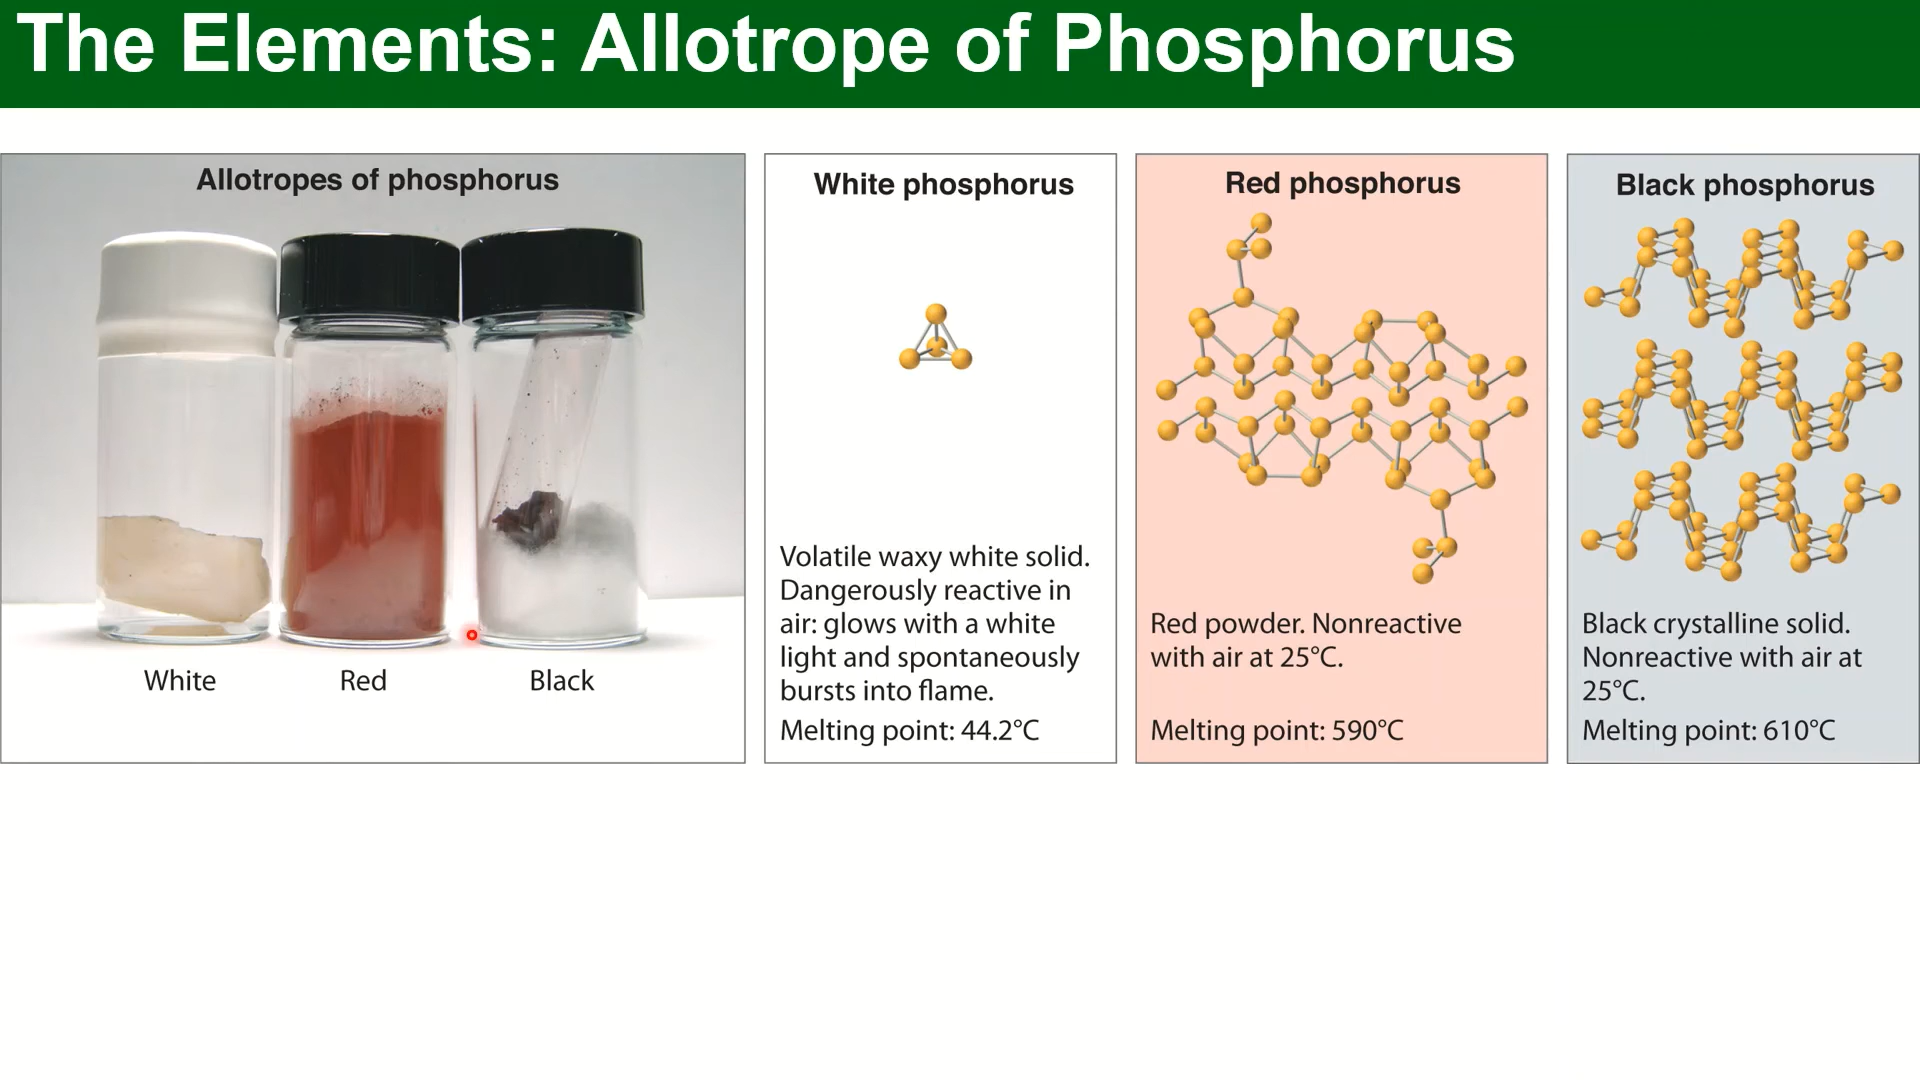 The Elements: Allotrope of Phosphorus
Allotropes of phosphorus
White
Red
Black
White phosphorus
Volatile waxy white solid.
Dangerously reactive in
air: glows with a white
light and spontaneously
bursts into flame.
Melting point: 44.2°C
Red phosphorus
Red powder. Nonreactive
with air at 25°C.
Melting point: 590°C
Black phosphorus
Black crystalline solid.
Nonreactive with air at
25°C.
Melting point: 610°C